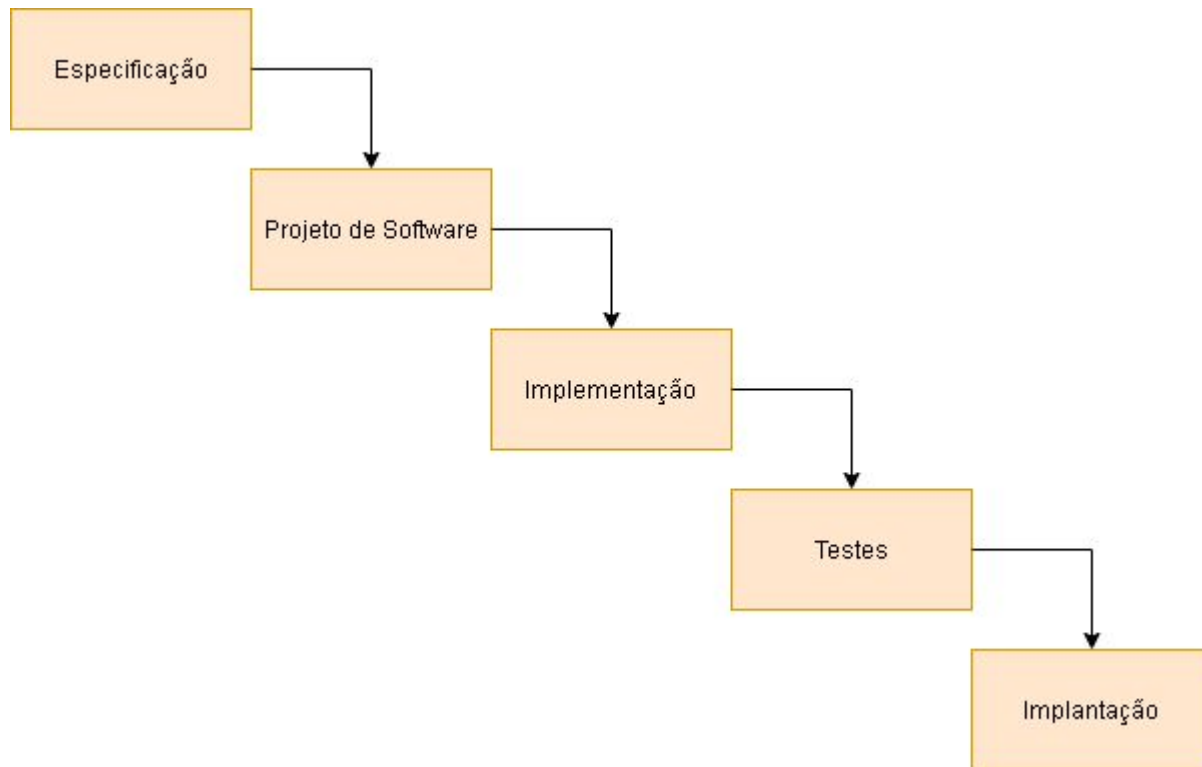 Especificação
Projeto de Software
Implementação
Testes
Implantação